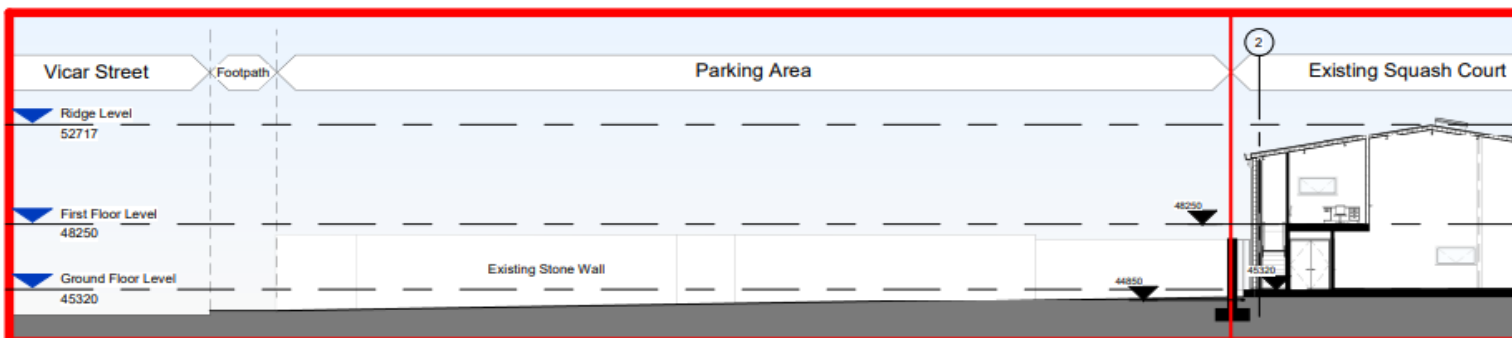 Vicar Street
Footpath
Parking Area
2
Existing Squash Court
Ridge Level
52717
First Floor Level
48250
48250
Existing Stone Wall
Ground Floor Level
45320
44850
45320